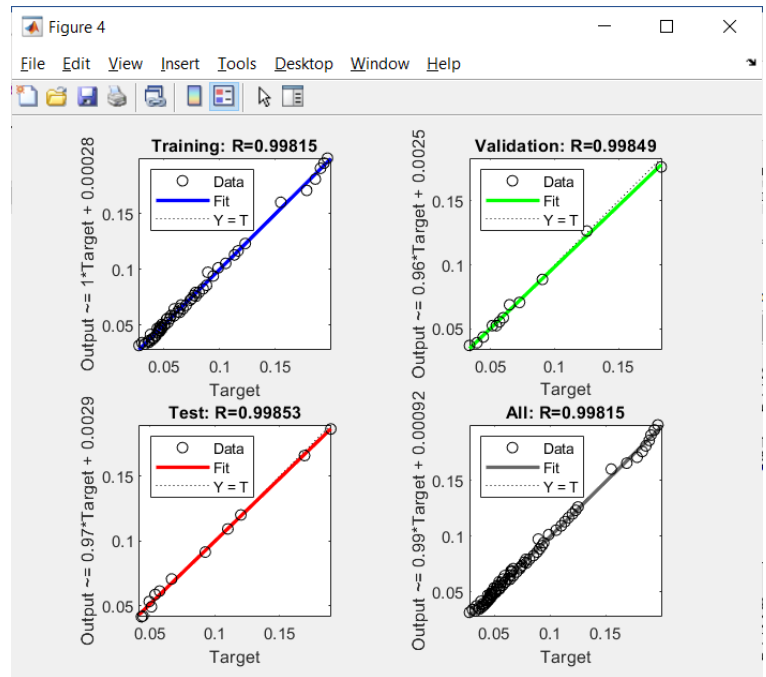 Figure 4
File Edit View Insert Tools Desktop Window Help
Training: R=0.99815
Output ~= 1*Target + 0.00028
0.15
0.1
0.05
Data
Fit
Y = T
0.05 0.1 0.15
Target
Validation: R=0.99849
Output ~= 0.96*Target + 0.0025
0.15
0.1
0.05
Data
Fit
Y = T
0.05 0.1 0.15
Target
Test: R=0.99853
Output ~= 0.97*Target + 0.0029
0.15
0.1
0.05
Data
Fit
Y = T
0.05 0.1 0.15
Target
All: R=0.99815
Output ~= 0.99*Target + 0.00092
0.15
0.1
0.05
Data
Fit
Y = T
0.05 0.1 0.15
Target